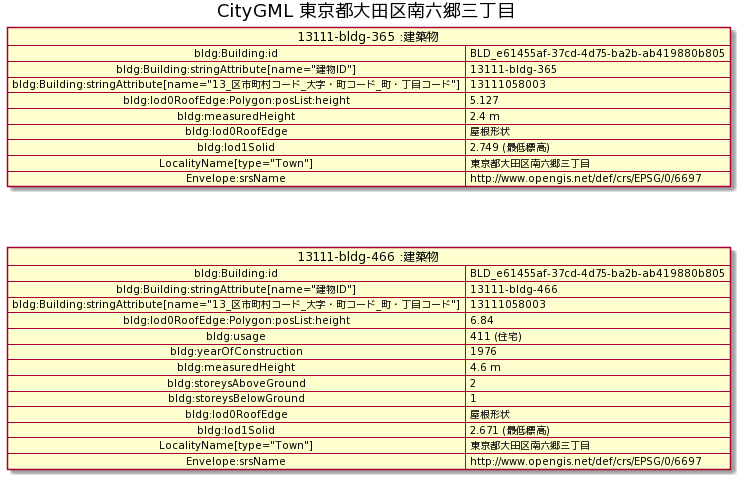 CityGML 東京都大田区南六郷三丁目
13111-bldg-365 :建築物
bldg:Building:id BLD_e61455af-37cd-4d75-ba2b-ab419880b805
bldg:Building:stringAttribute[name="建物ID"] 13111-bldg-365
bldg:Building:stringAttribute[name="13_区市町村コード_大字・町コード_町・丁目コード"] 13111058003
bldg:lod0RoofEdge:Polygon:posList:height 5.127
bldg:measuredHeight 2.4 m
bldg:lod0RoofEdge 屋根形状
bldg:lod1Solid 2.749 (最低標高)
LocalityName[type="Town"] 東京都大田区南六郷三丁目
Envelope:srsName http://www.opengis.net/def/crs/EPSG/0/6697
13111-bldg-466 :建築物
bldg:Building:id BLD_e61455af-37cd-4d75-ba2b-ab419880b805
bldg:Building:stringAttribute[name="建物ID"] 13111-bldg-466
bldg:Building:stringAttribute[name="13_区市町村コード_大字・町コード_町・丁目コード"] 13111058003
bldg:lod0RoofEdge:Polygon:posList:height 6.84
bldg:usage 411 (住宅)
bldg:yearOfConstruction 1976
bldg:measuredHeight 4.6 m
bldg:storeysAboveGround 2
bldg:storeysBelowGround 1
bldg:lod0RoofEdge 屋根形状
bldg:lod1Solid 2.671 (最低標高)
LocalityName[type="Town"] 東京都大田区南六郷三丁目
Envelope:srsName http://www.opengis.net/def/crs/EPSG/0/6697